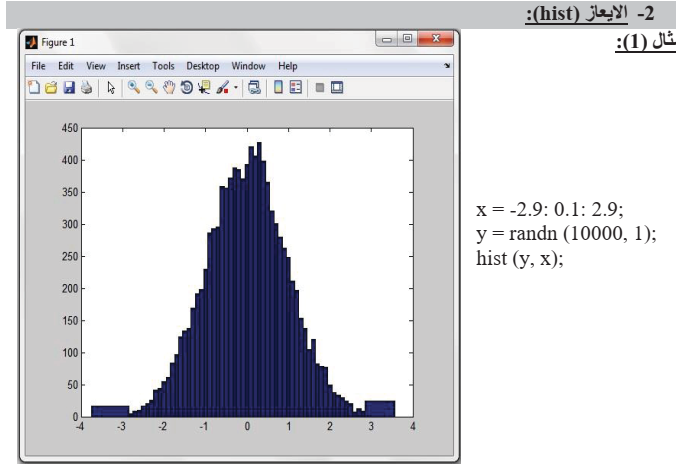 2- الايعاز (hist):
مثال (1):
Figure 1
File Edit View Insert Tools Desktop Window Help
450
400
350
300
250
200
150
100
50
0
-4 -3 -2 -1 0 1 2 3 4
x = -2.9: 0.1: 2.9;
y = randn (10000, 1);
hist (y, x);